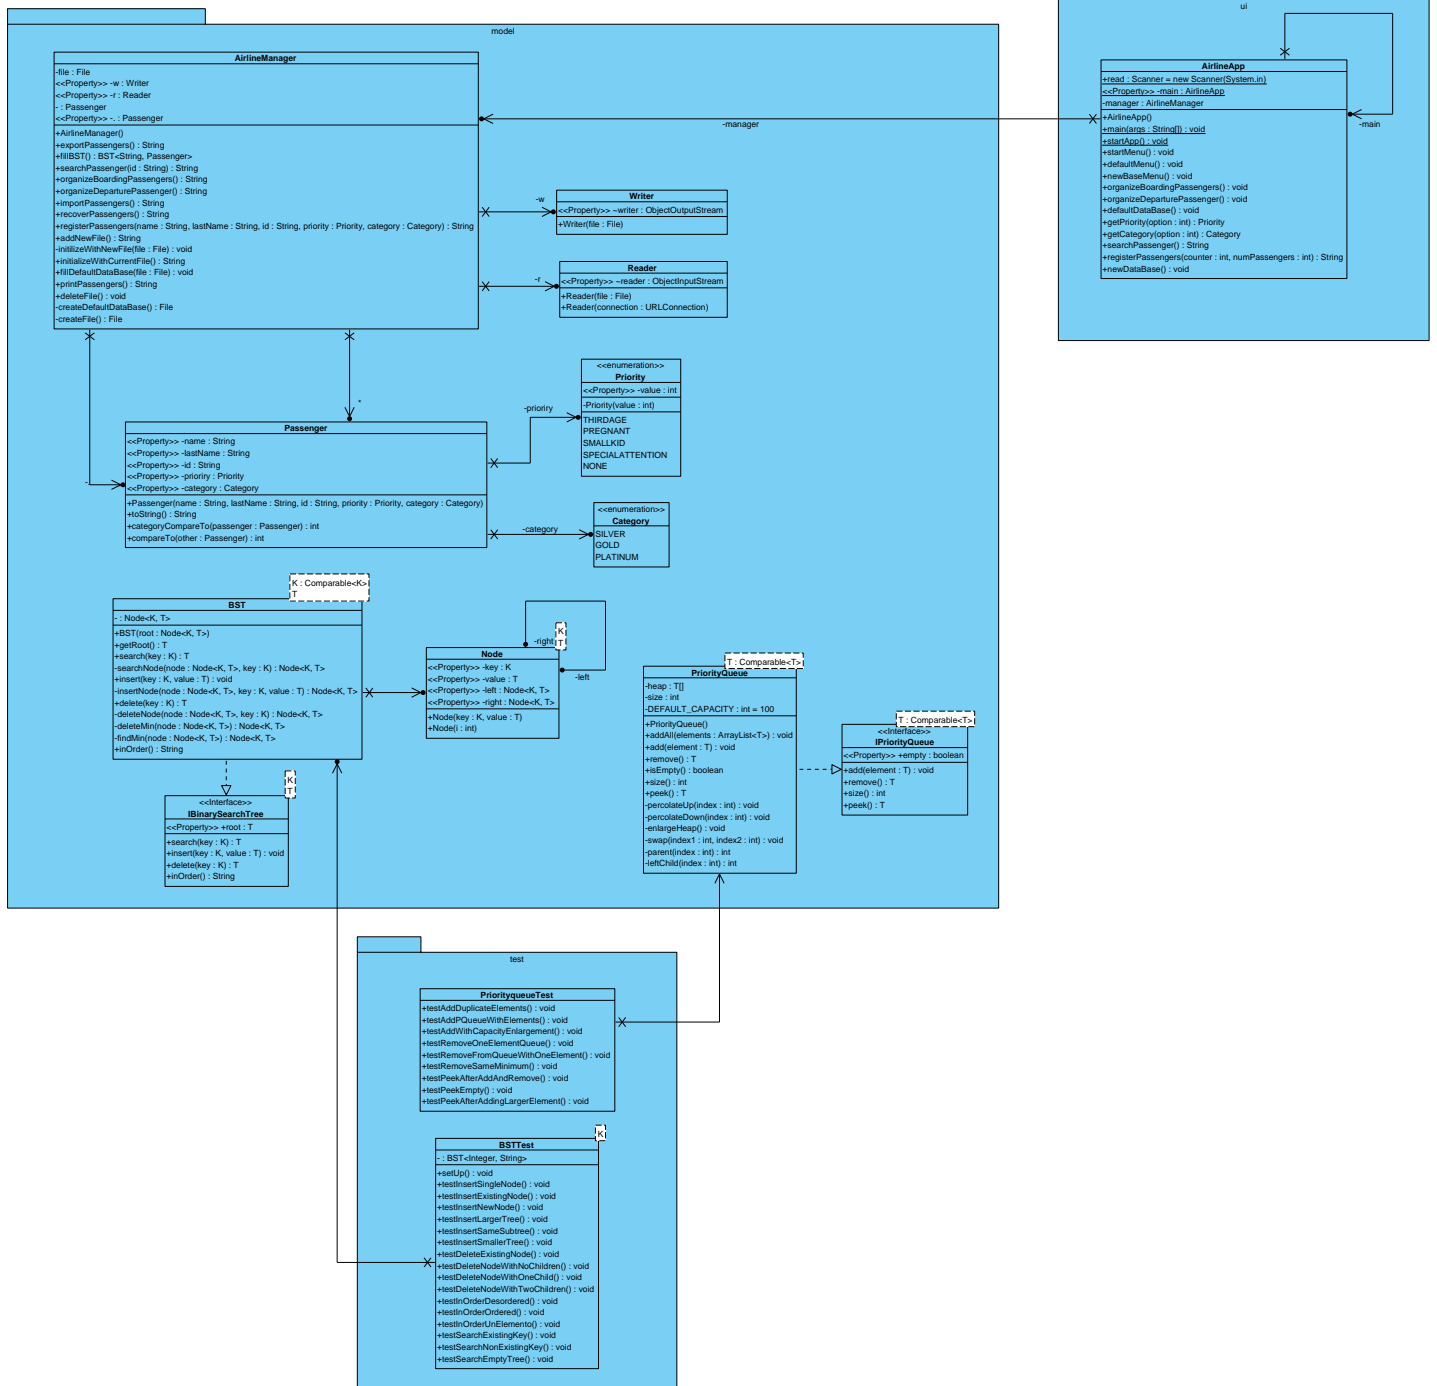 model
AirlineManager
-file : File
<<Property>> -w : Writer
<<Property>> -r : Reader
- : Passenger
<<Property>> -. : Passenger
+AirlineManager()
+exportPassengers() : String
+fillBST() : BST<String, Passenger>
+searchPassenger(id : String) : String
+organizeBoardingPassengers() : String
+organizeDeparturePassenger() : String
+importPassengers() : String
+recoverPassengers() : String
+registerPassengers(name : String, lastName : String, id : String, priority : Priority, category : Category) : String
+addNewFile() : String
-initilizeWithNewFile(file : File) : void
+initializeWithCurrentFile() : String
+fillDefaultDataBase(file : File) : void
+printPassengers() : String
+deleteFile() : void
-createDefaultDataBase() : File
-createFile() : File
-manager
-w
Writer
<<Property>> ~writer : ObjectOutputStream
+Writer(file : File)
-r
Reader
<<Property>> ~reader : ObjectInputStream
+Reader(file : File)
+Reader(connection : URLConnection)
*
-
Passenger
<<Property>> -name : String
<<Property>> -lastName : String
<<Property>> -id : String
<<Property>> -prioriry : Priority
<<Property>> -category : Category
+Passenger(name : String, lastName : String, id : String, priority : Priority, category : Category)
+toString() : String
+categoryCompareTo(passenger : Passenger) : int
+compareTo(other : Passenger) : int
-prioriry
<<enumeration>>
Priority
<<Property>> -value : int
-Priority(value : int)
THIRDAGE
PREGNANT
SMALLKID
SPECIALATTENTION
NONE
-category
<<enumeration>>
Category
SILVER
GOLD
PLATINUM
K : Comparable<K>
T
BST
- : Node<K, T>
+BST(root : Node<K, T>)
+getRoot() : T
+search(key : K) : T
-searchNode(node : Node<K, T>, key : K) : Node<K, T>
+insert(key : K, value : T) : void
-insertNode(node : Node<K, T>, key : K, value : T) : Node<K, T>
+delete(key : K) : T
-deleteNode(node : Node<K, T>, key : K) : Node<K, T>
-deleteMin(node : Node<K, T>) : Node<K, T>
-findMin(node : Node<K, T>) : Node<K, T>
+inOrder() : String
K
T
<<Interface>>
IBinarySearchTree
<<Property>> +root : T
+search(key : K) : T
+insert(key : K, value : T) : void
+delete(key : K) : T
+inOrder() : String
-right
K
T
-left
Node
<<Property>> -key : K
<<Property>> -value : T
<<Property>> -left : Node<K, T>
<<Property>> -right : Node<K, T>
+Node(key : K, value : T)
+Node(i : int)
T : Comparable<T>
PriorityQueue
-heap : T[]
-size : int
-DEFAULT_CAPACITY : int = 100
+PriorityQueue()
+addAll(elements : ArrayList<T>) : void
+add(element : T) : void
+remove() : T
+isEmpty() : boolean
+size() : int
+peek() : T
-percolateUp(index : int) : void
-percolateDown(index : int) : void
-enlargeHeap() : void
-swap(index1 : int, index2 : int) : void
-parent(index : int) : int
-leftChild(index : int) : int
T : Comparable<T>
<<Interface>>
IPriorityQueue
<<Property>> +empty : boolean
+add(element : T) : void
+remove() : T
+size() : int
+peek() : T
ui
AirlineApp
+read : Scanner = new Scanner(System.in)
<<Property>> -main : AirlineApp
-manager : AirlineManager
+AirlineApp()
+main(args : String[]) : void
+startApp() : void
+startMenu() : void
+defaultMenu() : void
+newBaseMenu() : void
+organizeBoardingPassengers() : void
+organizeDeparturePassenger() : void
+defaultDataBase() : void
+getPriority(option : int) : Priority
+getCategory(option : int) : Category
+searchPassenger() : String
+registerPassengers(counter : int, numPassengers : int) : String
+newDataBase() : void
-main
test
PriorityqueueTest
+testAddDuplicateElements() : void
+testAddPQueueWithElements() : void
+testAddWithCapacityEnlargement() : void
+testRemoveOneElementQueue() : void
+testRemoveFromQueueWithOneElement() : void
+testRemoveSameMinimum() : void
+testPeekAfterAddAndRemove() : void
+testPeekEmpty() : void
+testPeekAfterAddingLargerElement() : void
K
BSTTest
- : BST<Integer, String>
+setUp() : void
+testInsertSingleNode() : void
+testInsertExistingNode() : void
+testInsertNewNode() : void
+testInsertLargerTree() : void
+testInsertSameSubtree() : void
+testInsertSmallerTree() : void
+testDeleteExistingNode() : void
+testDeleteNodeWithNoChildren() : void
+testDeleteNodeWithOneChild() : void
+testDeleteNodeWithTwoChildren() : void
+testInOrderDesordered() : void
+testInOrderOrdered() : void
+testInOrderUnElemento() : void
+testSearchExistingKey() : void
+testSearchNonExistingKey() : void
+testSearchEmptyTree() : void